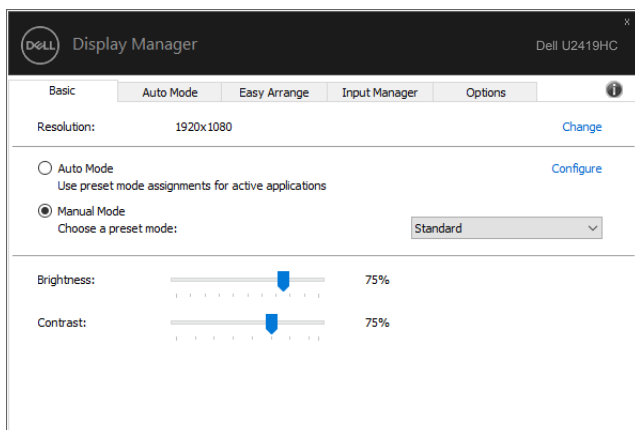 DELL
Display Manager
x
Dell U2419HC
Basic
Auto Mode
Easy Arrange
Input Manager
Options
i
Resolution:
1920x1080
Change
Auto Mode
Configure
Use preset mode assignments for active applications
Manual Mode
Choose a preset mode:
Standard
Brightness:
75%
Contrast:
75%